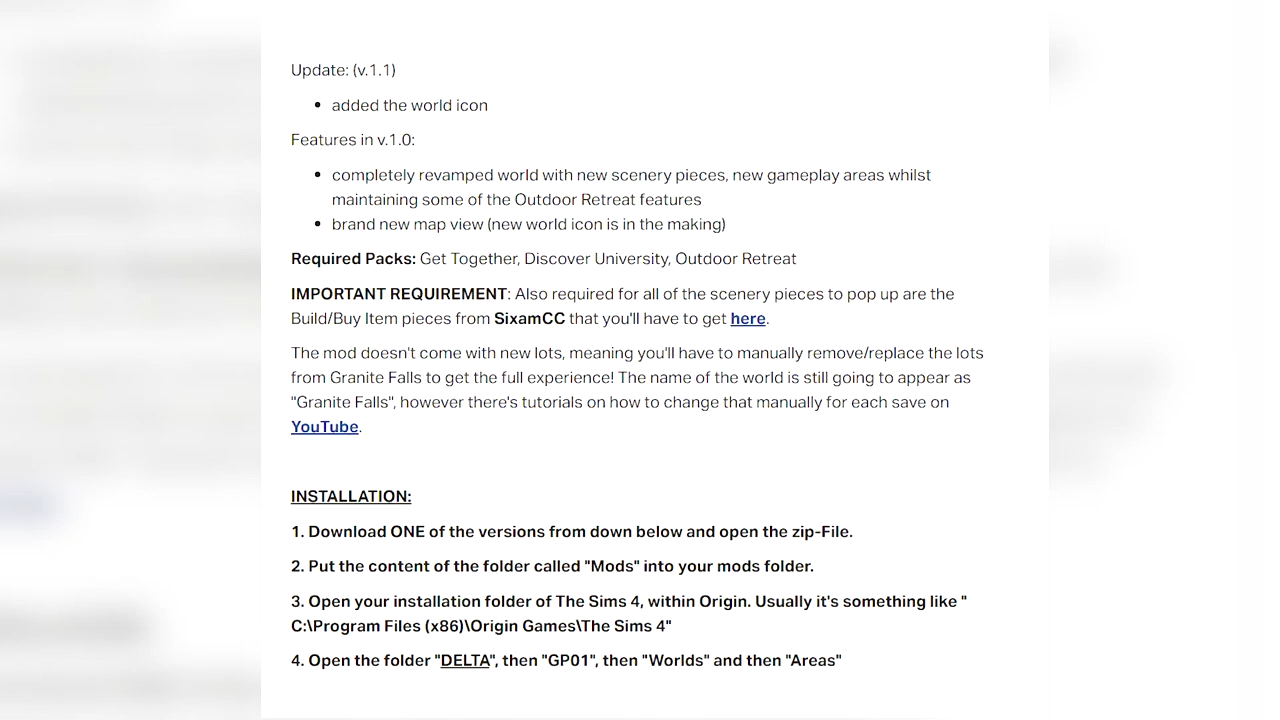 Update: (v.1.1)
• added the world icon
Features in v.1.0:
• completely revamped world with new scenery pieces, new gameplay areas whilst
maintaining some of the Outdoor Retreat features
• brand new map view (new world icon is in the making)
Required Packs: Get Together, Discover University, Outdoor Retreat
IMPORTANT REQUIREMENT: Also required for all of the scenery pieces to pop up are the
Build/Buy Item pieces from SixamCC that you'll have to get here.
The mod doesn't come with new lots, meaning you'll have to manually remove/replace the lots
from Granite Falls to get the full experience! The name of the world is still going to appear as
"Granite Falls", however there's tutorials on how to change that manually for each save on
YouTube.
INSTALLATION:
1. Download ONE of the versions from down below and open the zip-File.
2. Put the content of the folder called "Mods" into your mods folder.
3. Open your installation folder of The Sims 4, within Origin. Usually it's something like "
C:\Program Files (x86)\Origin Games\The Sims 4"
4. Open the folder "DELTA", then "GP01", then "Worlds" and then "Areas"